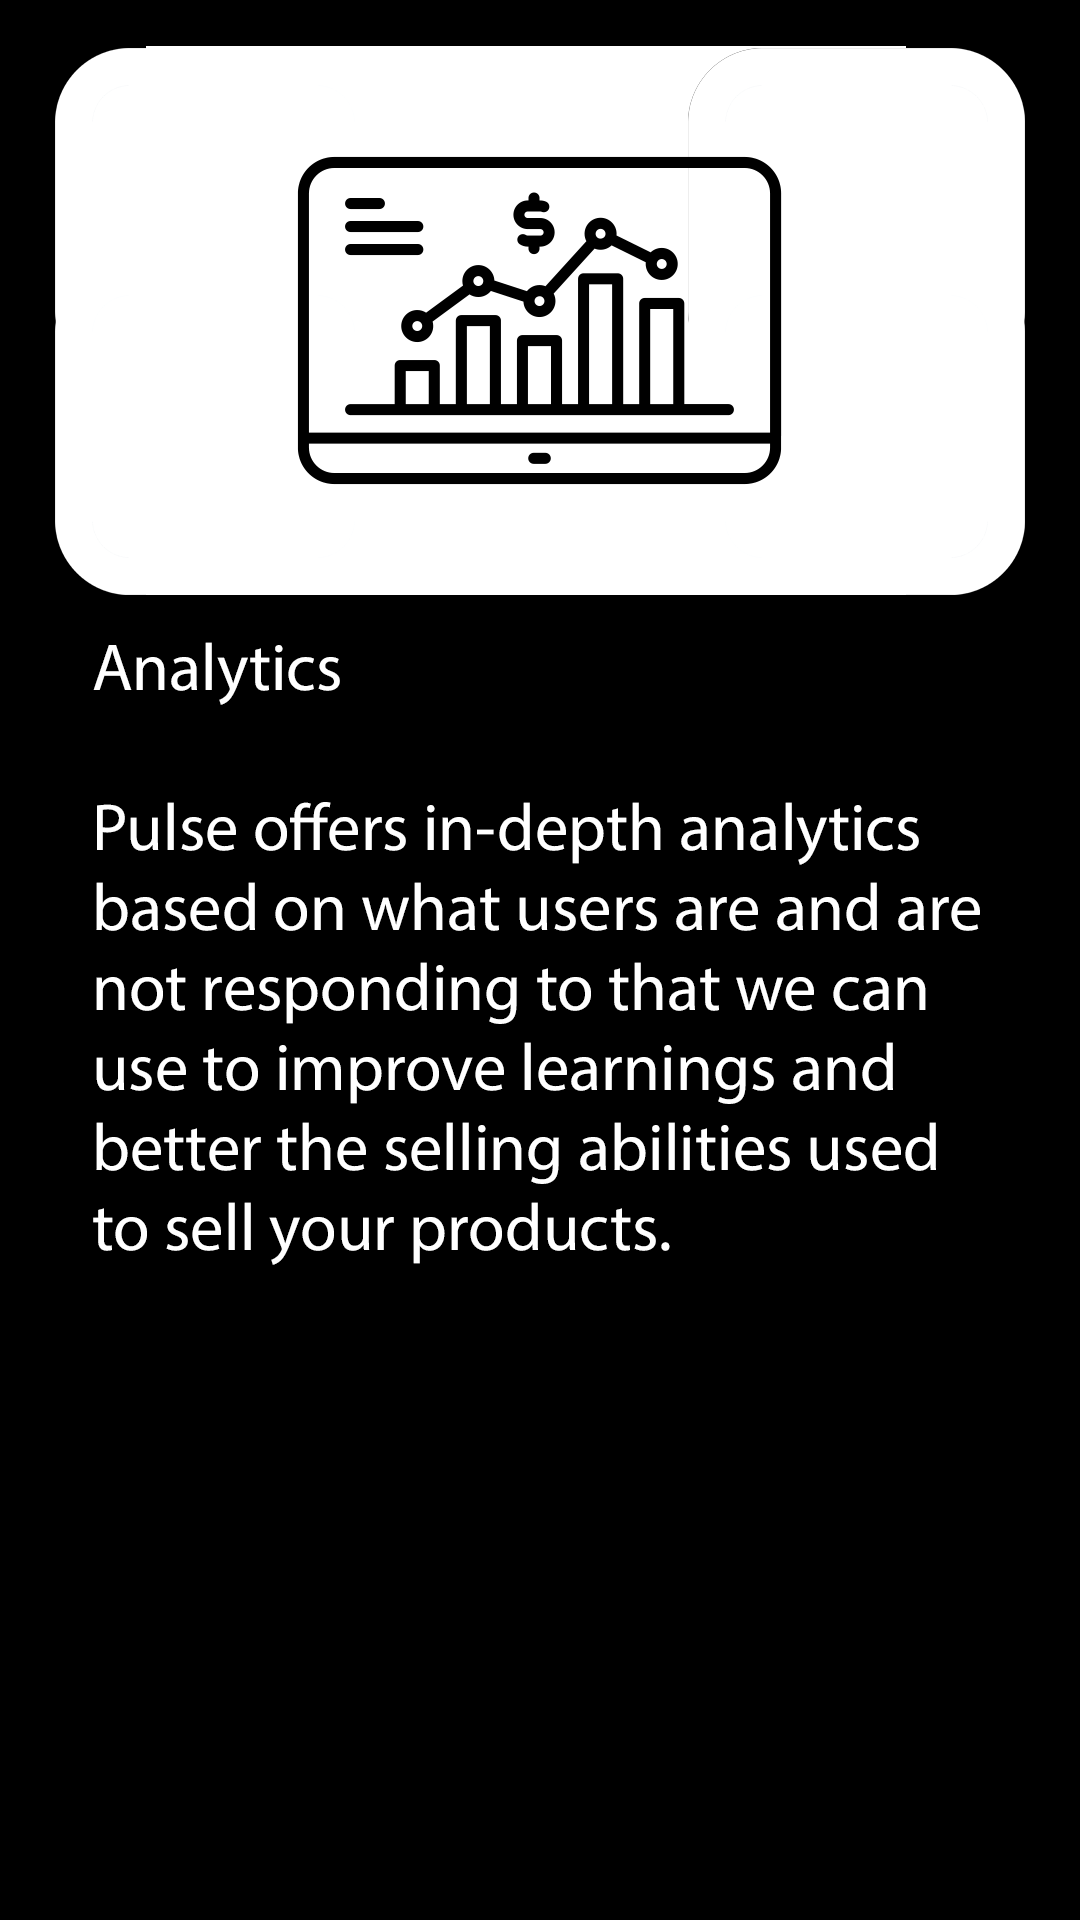 $
Analytics
Pulse offers in-depth analytics
based on what users are and are
not responding to that we can
use to improve learnings and
better the selling abilities used
to sell your products.